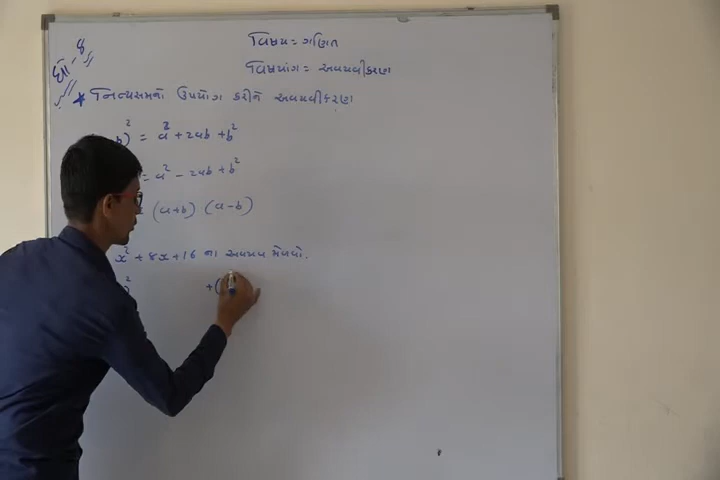 ધો - 8
વિષય = ગણિત
વિષયાંગ = અવયવીકરણ
* નિત્યસમનો ઉપયોગ કરીને અવયવીકરણ
b)² = a² + 2ab + b²
= a² - 2ab + b²
(a+b) (a-b)
x² + 8x + 16 ના અવયવ મેળવો.
)² +(